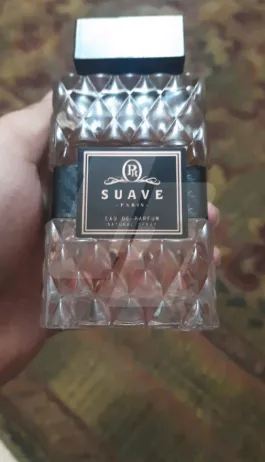 SUAVE
-PARIS-
EAU DE PARFUM
NATURAL SPRAY